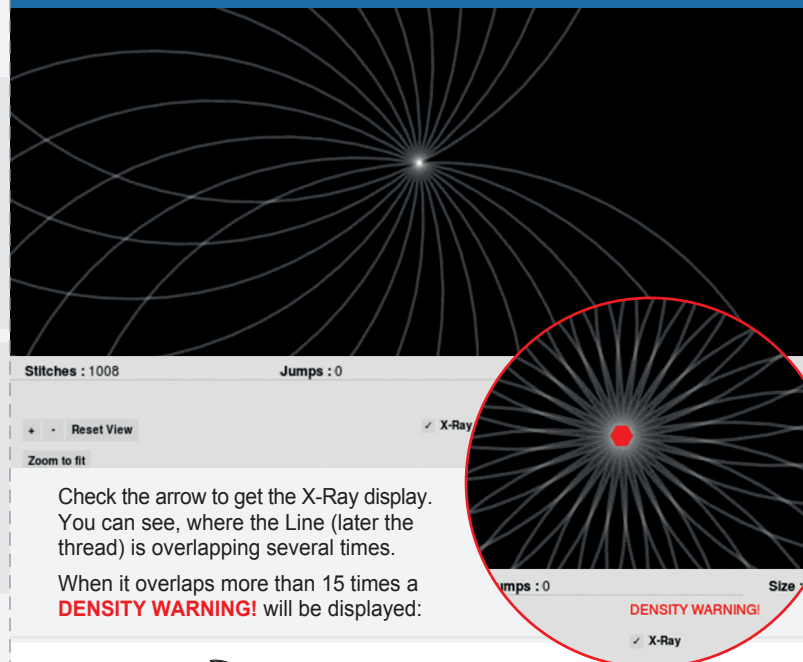 Stitches : 1008 Jumps : 0
+ - Reset View ✓ X-Ray
Zoom to fit
Check the arrow to get the X-Ray display.
You can see, where the Line (later the
thread) is overlapping several times.
When it overlaps more than 15 times a
DENSITY WARNING! will be displayed:
umps : 0 Size :
DENSITY WARNING!
✓ X-Ray